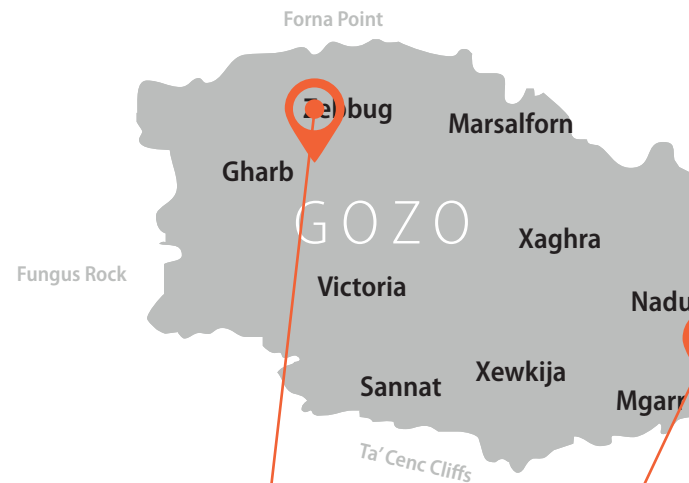 Forna Point
Zebbug
Marsalforn
Gharb
GOZO
Xaghra
Fungus Rock
Victoria
Nadu
Xewkija
Sannat
Mgarr
Ta' Cenc Cliffs